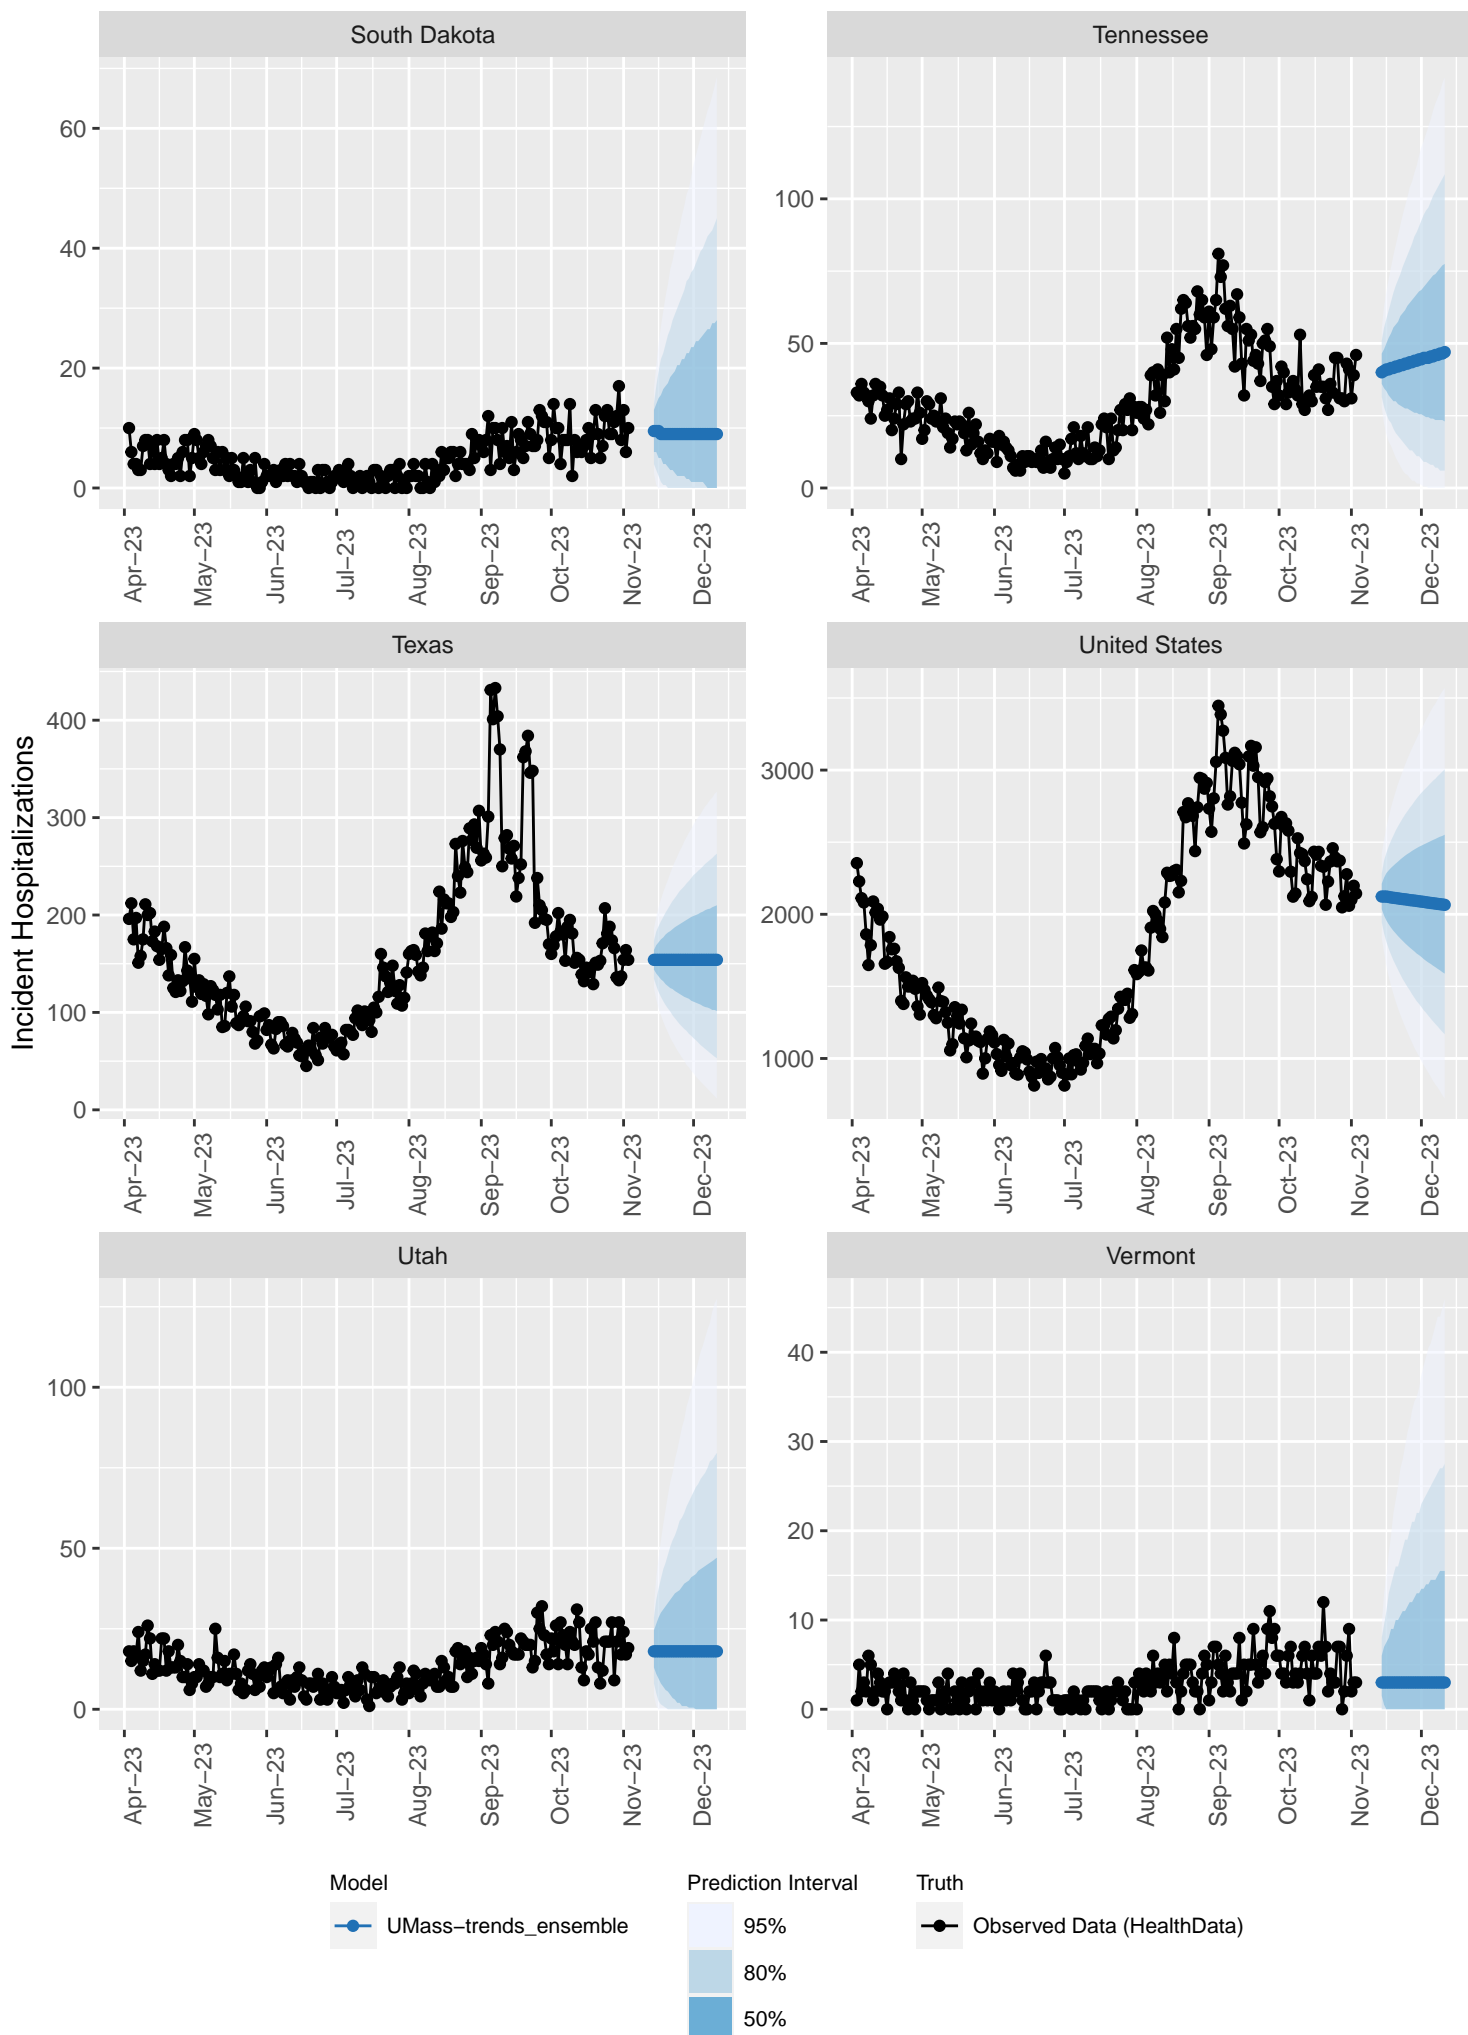 South Dakota
Tennessee
60
40
20
0
100
50
0
Apr−23
May−23
Jun−23
Jul−23
Aug−23
Sep−23
Oct−23
Nov−23
Dec−23
Apr−23
May−23
Jun−23
Jul−23
Aug−23
Sep−23
Oct−23
Nov−23
Dec−23
Incident Hospitalizations
Texas
United States
400
300
200
100
0
3000
2000
1000
Apr−23
May−23
Jun−23
Jul−23
Aug−23
Sep−23
Oct−23
Nov−23
Dec−23
Apr−23
May−23
Jun−23
Jul−23
Aug−23
Sep−23
Oct−23
Nov−23
Dec−23
Utah
Vermont
100
50
0
40
30
20
10
0
Apr−23
May−23
Jun−23
Jul−23
Aug−23
Sep−23
Oct−23
Nov−23
Dec−23
Apr−23
May−23
Jun−23
Jul−23
Aug−23
Sep−23
Oct−23
Nov−23
Dec−23
Model
UMass−trends_ensemble
Prediction Interval
95%
80%
50%
Truth
Observed Data (HealthData)